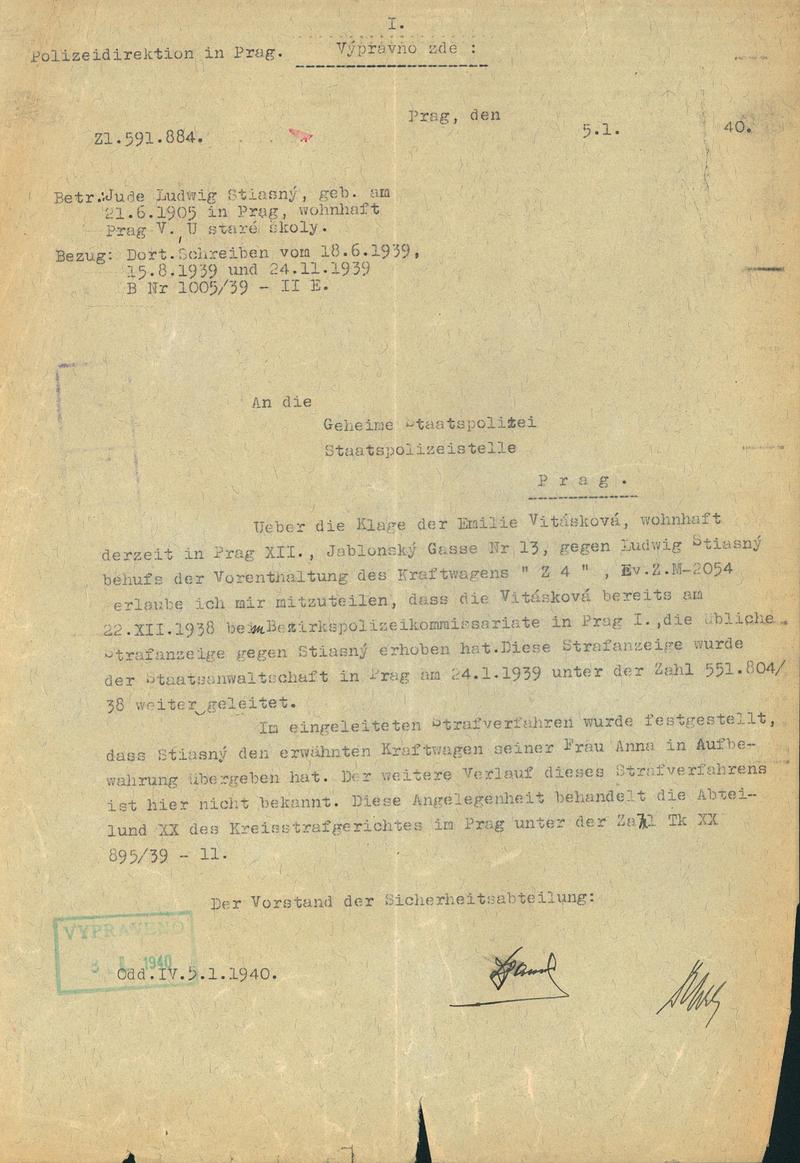 I.
Polizeidirektion in Prag.
Výpravno zde :
Prag, den 5.1. 40.
Zl.591.884.
Betr.:Jude Ludwig Stiasný, geb. am
21.6.1905 in Prag, wohnhaft
Prag V., U staré školy.
Bezug: Dort.Schreiben vom 18.6.1939,
15.8.1939 und 24.11.1939
B Nr 1005/39 - II E.
An die
Geheime Staatspolizei
Staatspolizeistelle
P r a g .
Ueber die Klage der Emilie Vitásková, wohnhaft
derzeit in Prag XII., Jablonský Gasse Nr 13, gegen Ludwig Stiasný
behufs der Vorenthaltung des Kraftwagens " Z 4 " , Ev.Z.M-2054
erlaube ich mir mitzuteilen, dass die Vitásková bereits am
22.XII.1938 beim Bezirkspolizeikommissariate in Prag I.,die übliche
Strafanzeige gegen Stiasný erhoben hat.Diese Strafanzeige wurde
der Staatsanwaltschaft in Prag am 24.1.1939 unter der Zahl 551.804/
38 weiter geleitet.
Im eingeleiteten Strafverfahren wurde festgestellt,
dass Stiasný den erwähnten Kraftwagen seiner Frau Anna in Aufbe-
wahrung übergeben hat. Der weitere Verlauf dieses Strafverfahrens
ist hier nicht bekannt. Diese Angelegenheit behandelt die Abtei-
lund XX des Kreisstrafgerichtes im Prag unter der Zahl Tk XX
895/39 - 11.
Der Vorstand der Sicherheitsabteilung:
VYPRAVENO
1940
Odd.IV.5.1.1940.